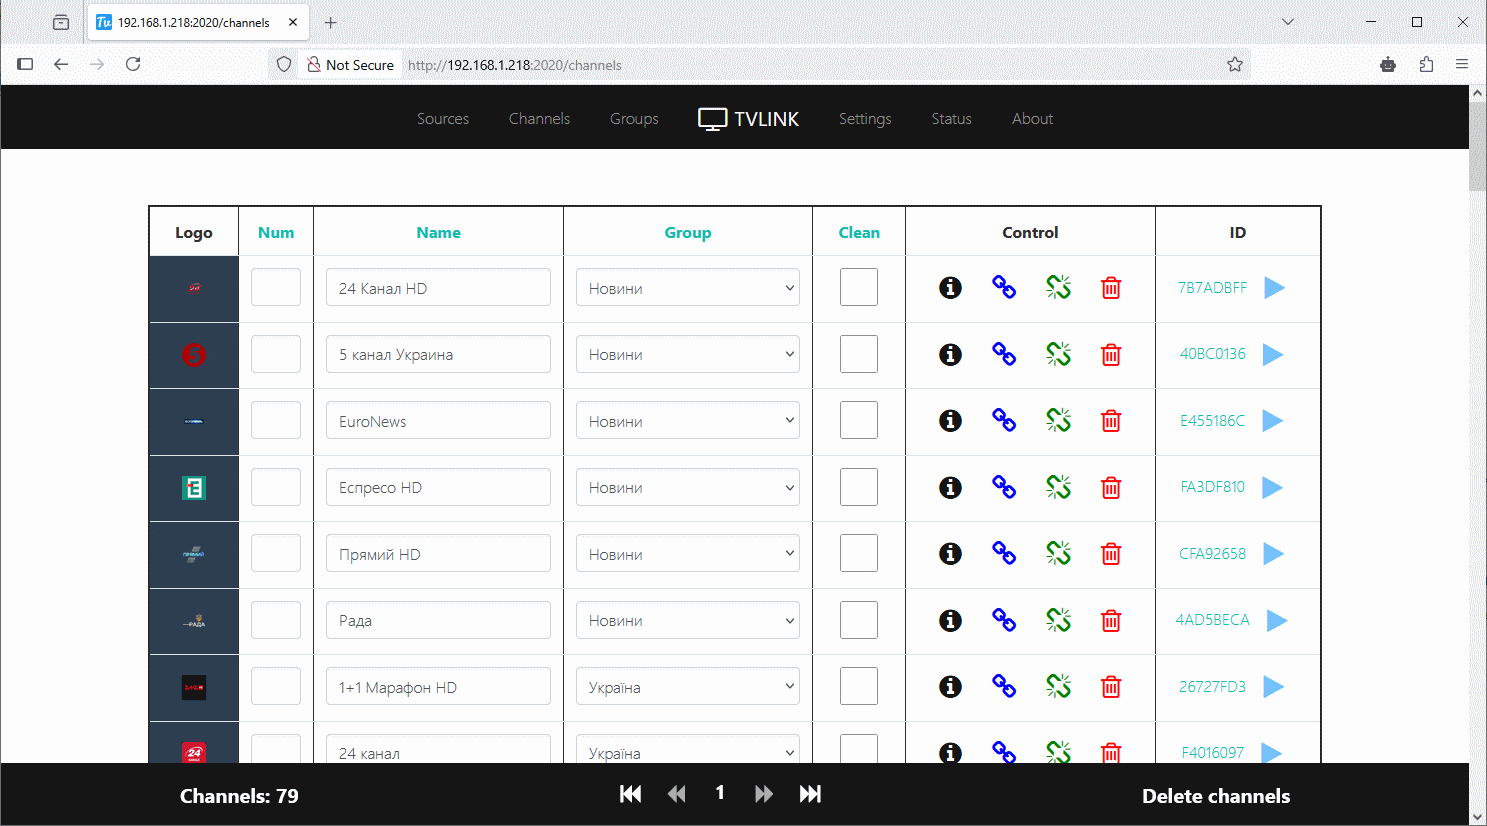 192.168.1.218:2020/channels
Not Secure http://192.168.1.218:2020/channels
Sources Channels Groups TVLINK Settings Status About
Logo Num Name Group Clean Control ID
24 Канал HD Новини 7B7ADBFF
5 канал Украина Новини 40BC0136
EuroNews Новини E455186C
Еспресо HD Новини FA3DF810
Прямий HD Новини CFA92658
Рада Новини 4AD5BECA
1+1 Марафон HD Україна 26727FD3
24 24 канал Україна F4016097
Channels: 79 1 Delete channels